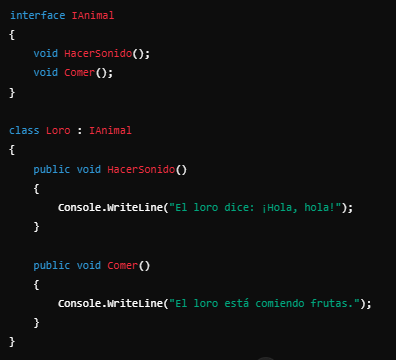 interface IAnimal
{
    void HacerSonido();
    void Comer();
}

class Loro : IAnimal
{
    public void HacerSonido()
    {
        Console.WriteLine("El loro dice: ¡Hola, hola!");
    }

    public void Comer()
    {
        Console.WriteLine("El loro está comiendo frutas.");
    }
}